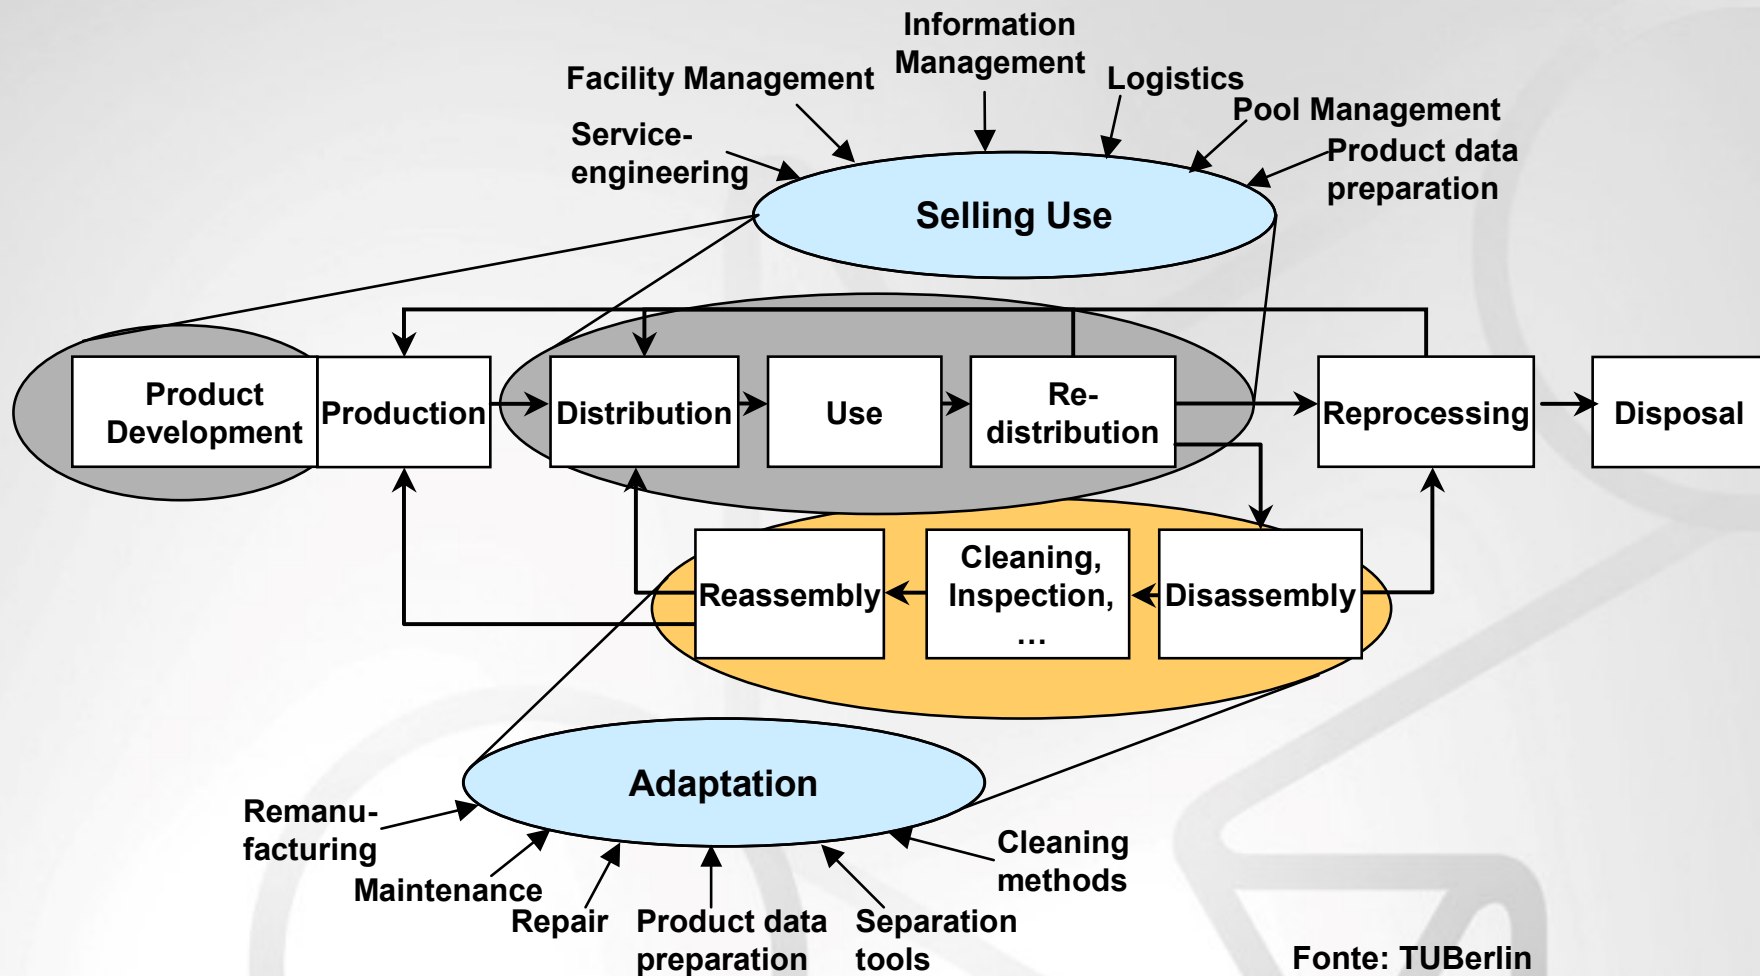 Information
Management
Facility Management
Logistics
Pool Management
Service-
engineering
Product data
preparation
Selling Use
Product
Development
Production
Distribution
Use
Re-
distribution
Reprocessing
Disposal
Reassembly
Cleaning,
Inspection,
...
Disassembly
Adaptation
Remanu-
facturing
Maintenance
Repair
Product data
preparation
Separation
tools
Cleaning
methods
Fonte: TUBerlin